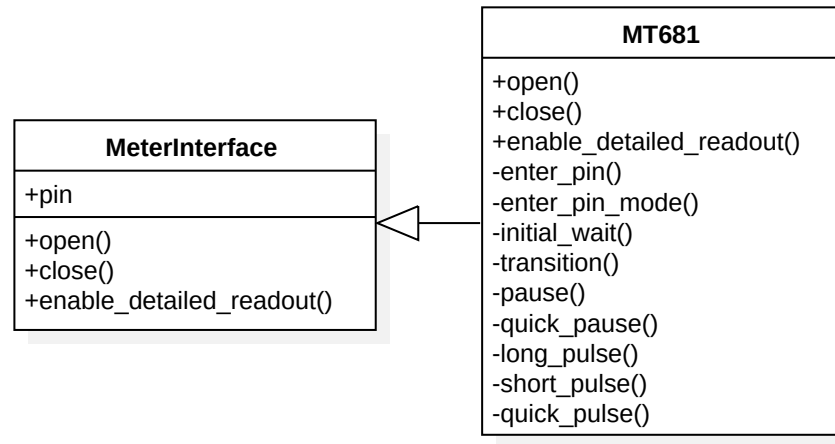 MeterInterface
+pin
+open()
+close()
+enable_detailed_readout()
MT681
+open()
+close()
+enable_detailed_readout()
-enter_pin()
-enter_pin_mode()
-initial_wait()
-transition()
-pause()
-quick_pause()
-long_pulse()
-short_pulse()
-quick_pulse()